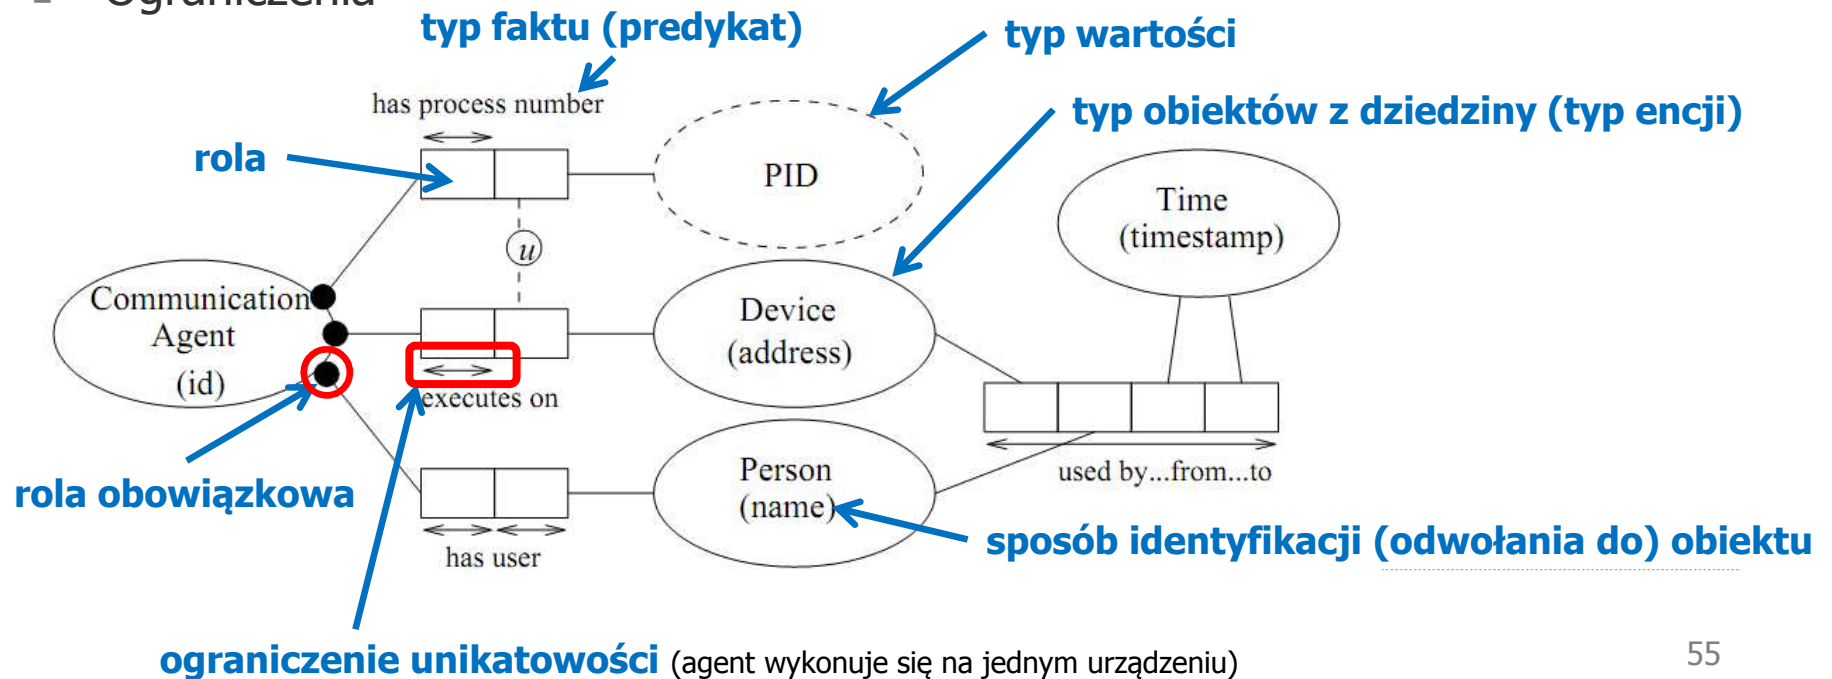 Ograniczenia
typ faktu (predykat)
typ wartości
has process number
typ obiektów z dziedziny (typ encji)
rola
PID
Time
(timestamp)
u
Communication
Agent
(id)
Device
(address)
executes on
Person
(name)
used by...from...to
rola obowiązkowa
has user
sposób identyfikacji (odwołania do) obiektu
ograniczenie unikatowości (agent wykonuje się na jednym urządzeniu)
55